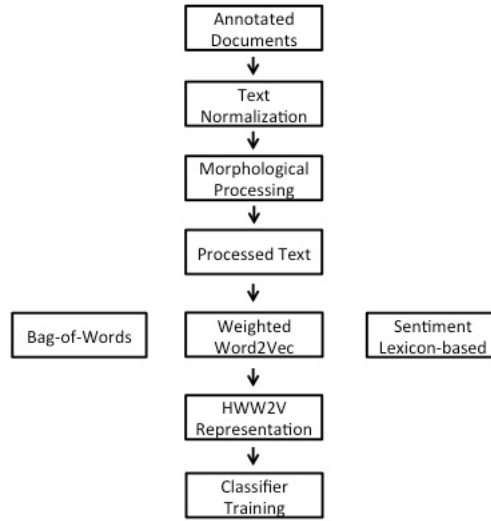 Annotated
Documents
Text
Normalization
Morphological
Processing
Processed Text
Bag-of-Words
Weighted
Word2Vec
Sentiment
Lexicon-based
HWW2V
Representation
Classifier
Training